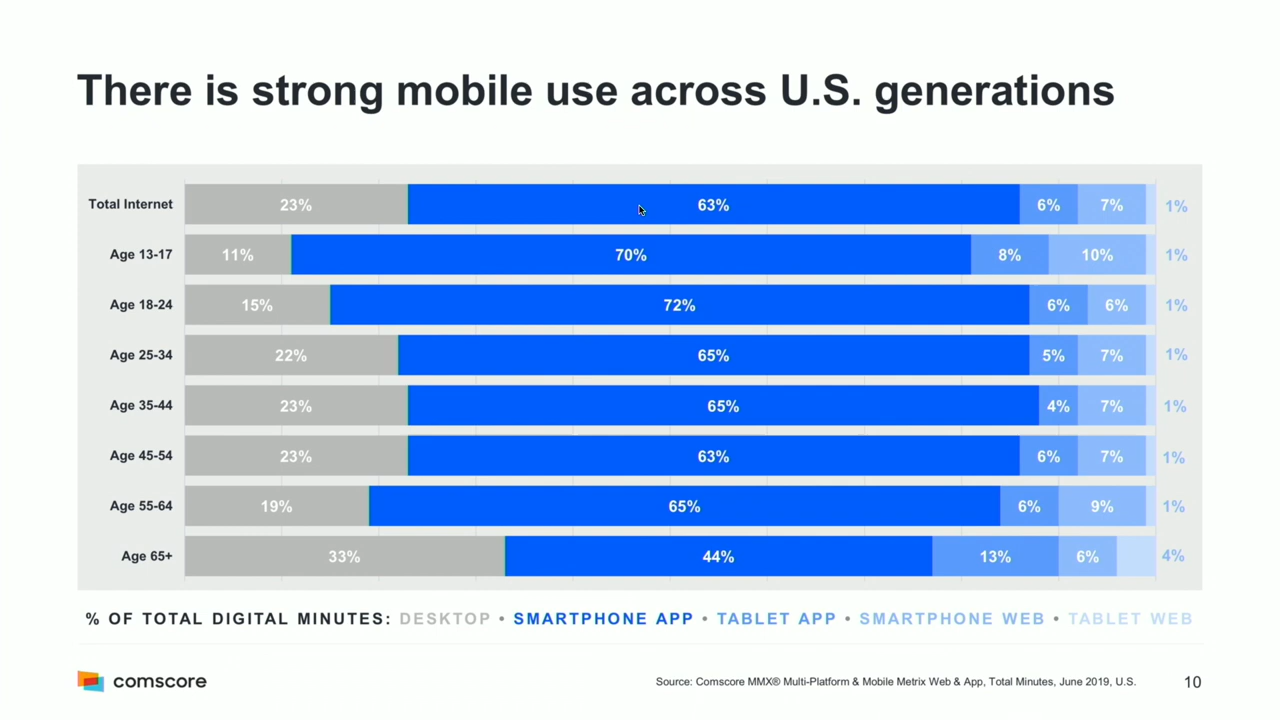 There is strong mobile use across U.S. generations
Total Internet 23% 63% 6% 7% 1%
Age 13-17 11% 70% 8% 10% 1%
Age 18-24 15% 72% 6% 6% 1%
Age 25-34 22% 65% 5% 7% 1%
Age 35-44 23% 65% 4% 7% 1%
Age 45-54 23% 63% 6% 7% 1%
Age 55-64 19% 65% 6% 9% 1%
Age 65+ 33% 44% 13% 6% 4%
% OF TOTAL DIGITAL MINUTES: DESKTOP • SMARTPHONE APP • TABLET APP • SMARTPHONE WEB • TABLET WEB
comscore Source: Comscore MMX® Multi-Platform & Mobile Metrix Web & App, Total Minutes, June 2019, U.S. 10